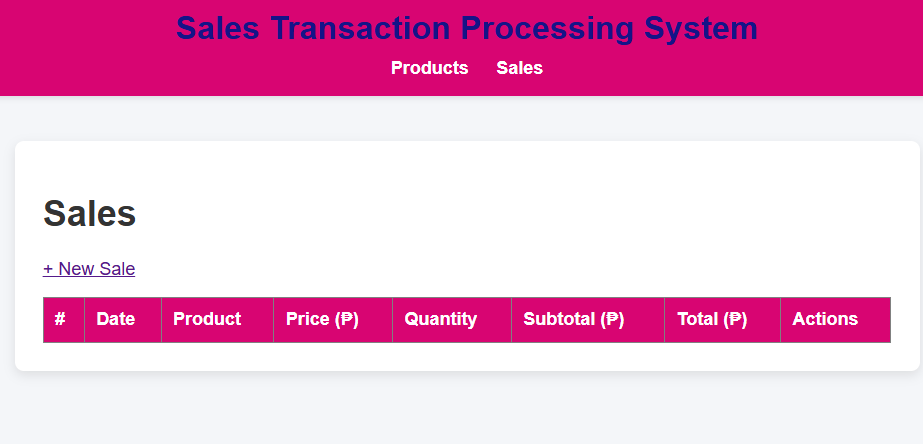 Sales Transaction Processing System
Products Sales
Sales
+ New Sale
# Date Product Price (₱) Quantity Subtotal (₱) Total (₱) Actions